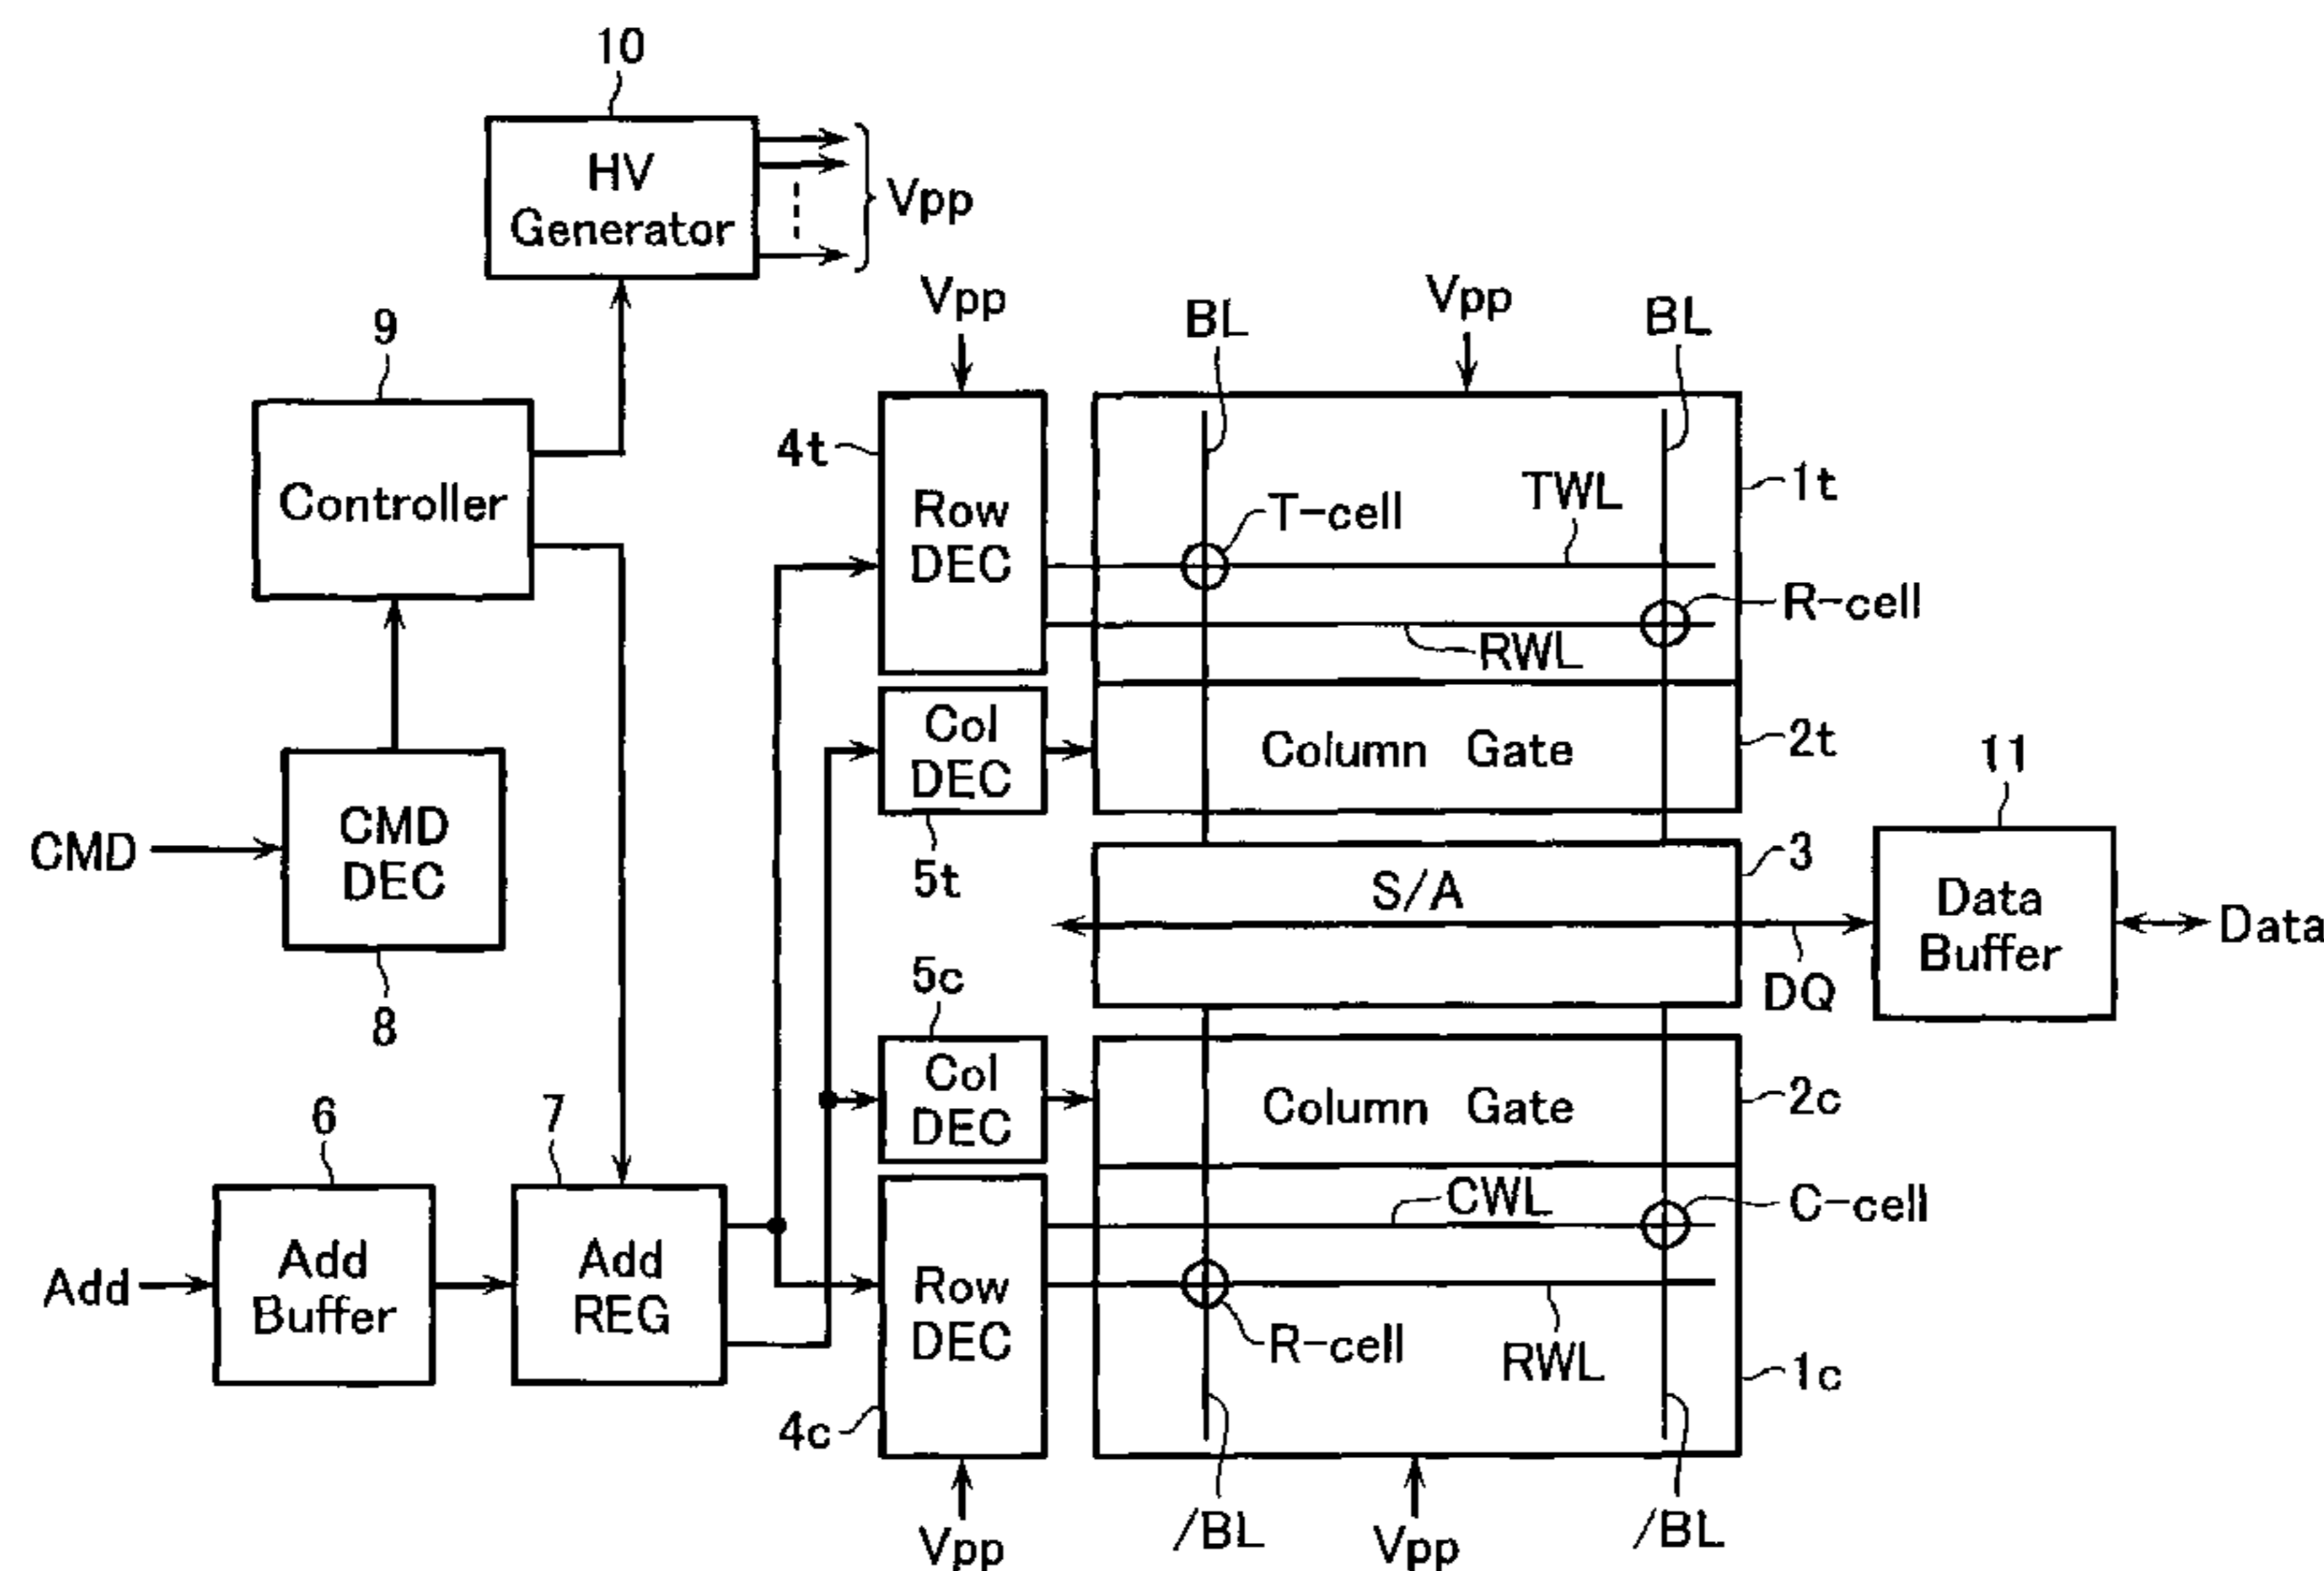 10
HV
Generator
Vpp
9
Controller
Vpp
BL
Vpp
BL
4t
Row
DEC
T-cell
TWL
1t
R-cell
RWL
Col
DEC
5t
Column Gate
2t
11
CMD
CMD
DEC
8
S/A
3
Data
Buffer
Data
DQ
5c
Col
DEC
Column Gate
2c
6
7
Add
Add
Buffer
Add
REG
CWL
C-cell
Row
DEC
4c
R-cell
RWL
1c
Vpp
/BL
Vpp
/BL